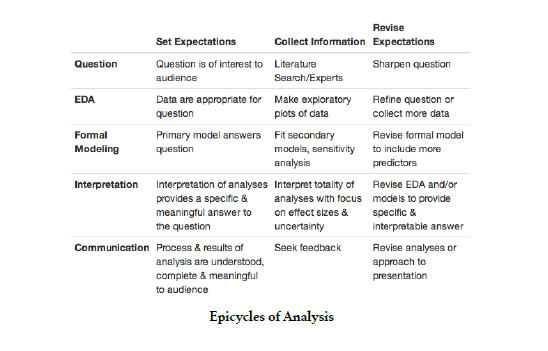 Revise
Set Expectations Collect Information Expectations
Question Question is of interest to Literature Sharpen question
audience Search/Experts
EDA Data are appropriate for Make exploratory Refine question or
question plots of data collect more data
Formal Primary model answers Fit secondary Revise formal model
Modeling question models, sensitivity to include more
analysis predictors
Interpretation Interpretation of analyses Interpret totality of Revise EDA and/or
provides a specific & analyses with focus models to provide
meaningful answer to on effect sizes & specific &
the question uncertainty interpretable answer
Communication Process & results of Seek feedback Revise analyses or
analysis are understood, approach to
complete & meaningful presentation
to audience
Epicycles of Analysis